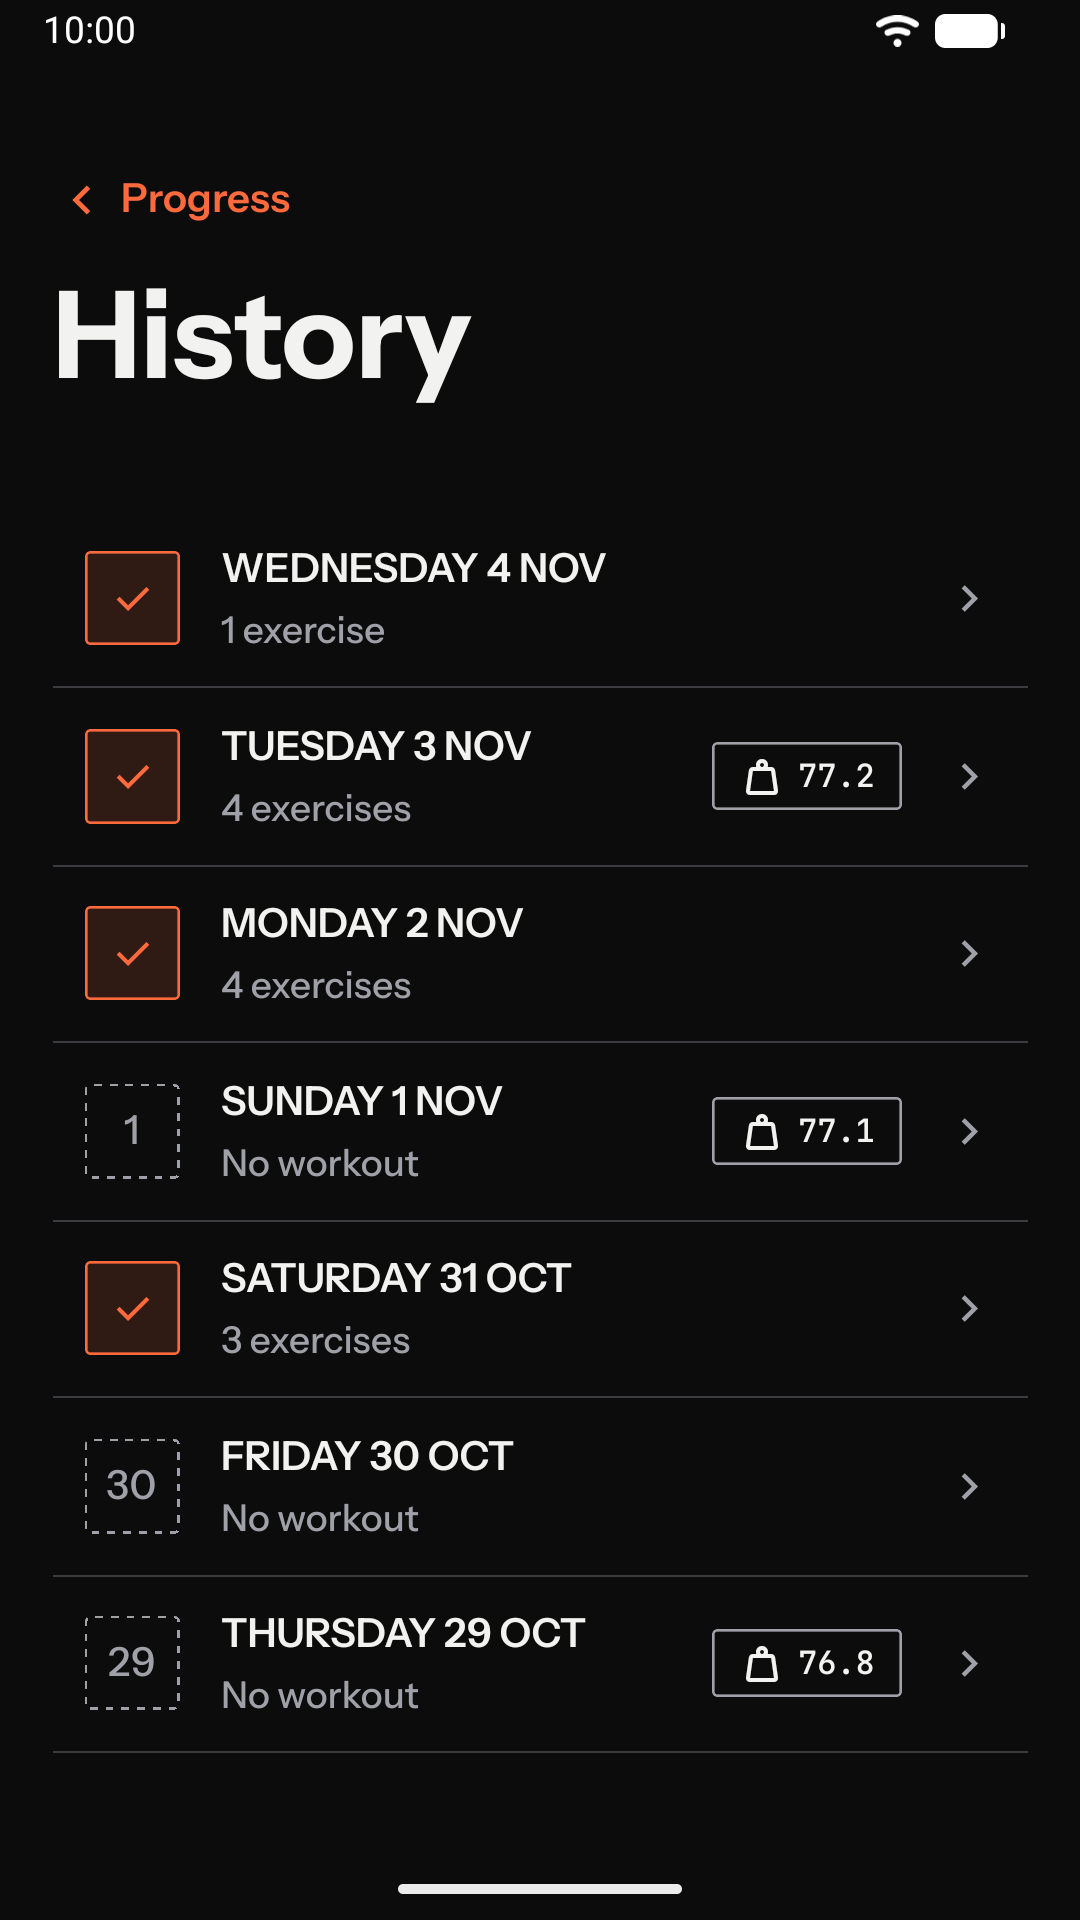 10:00
Progress
History
WEDNESDAY 4 NOV
1 exercise
TUESDAY 3 NOV
4 exercises
77.2
MONDAY 2 NOV
4 exercises
1
SUNDAY 1 NOV
No workout
77.1
SATURDAY 31 OCT
3 exercises
30
FRIDAY 30 OCT
No workout
29
THURSDAY 29 OCT
No workout
76.8